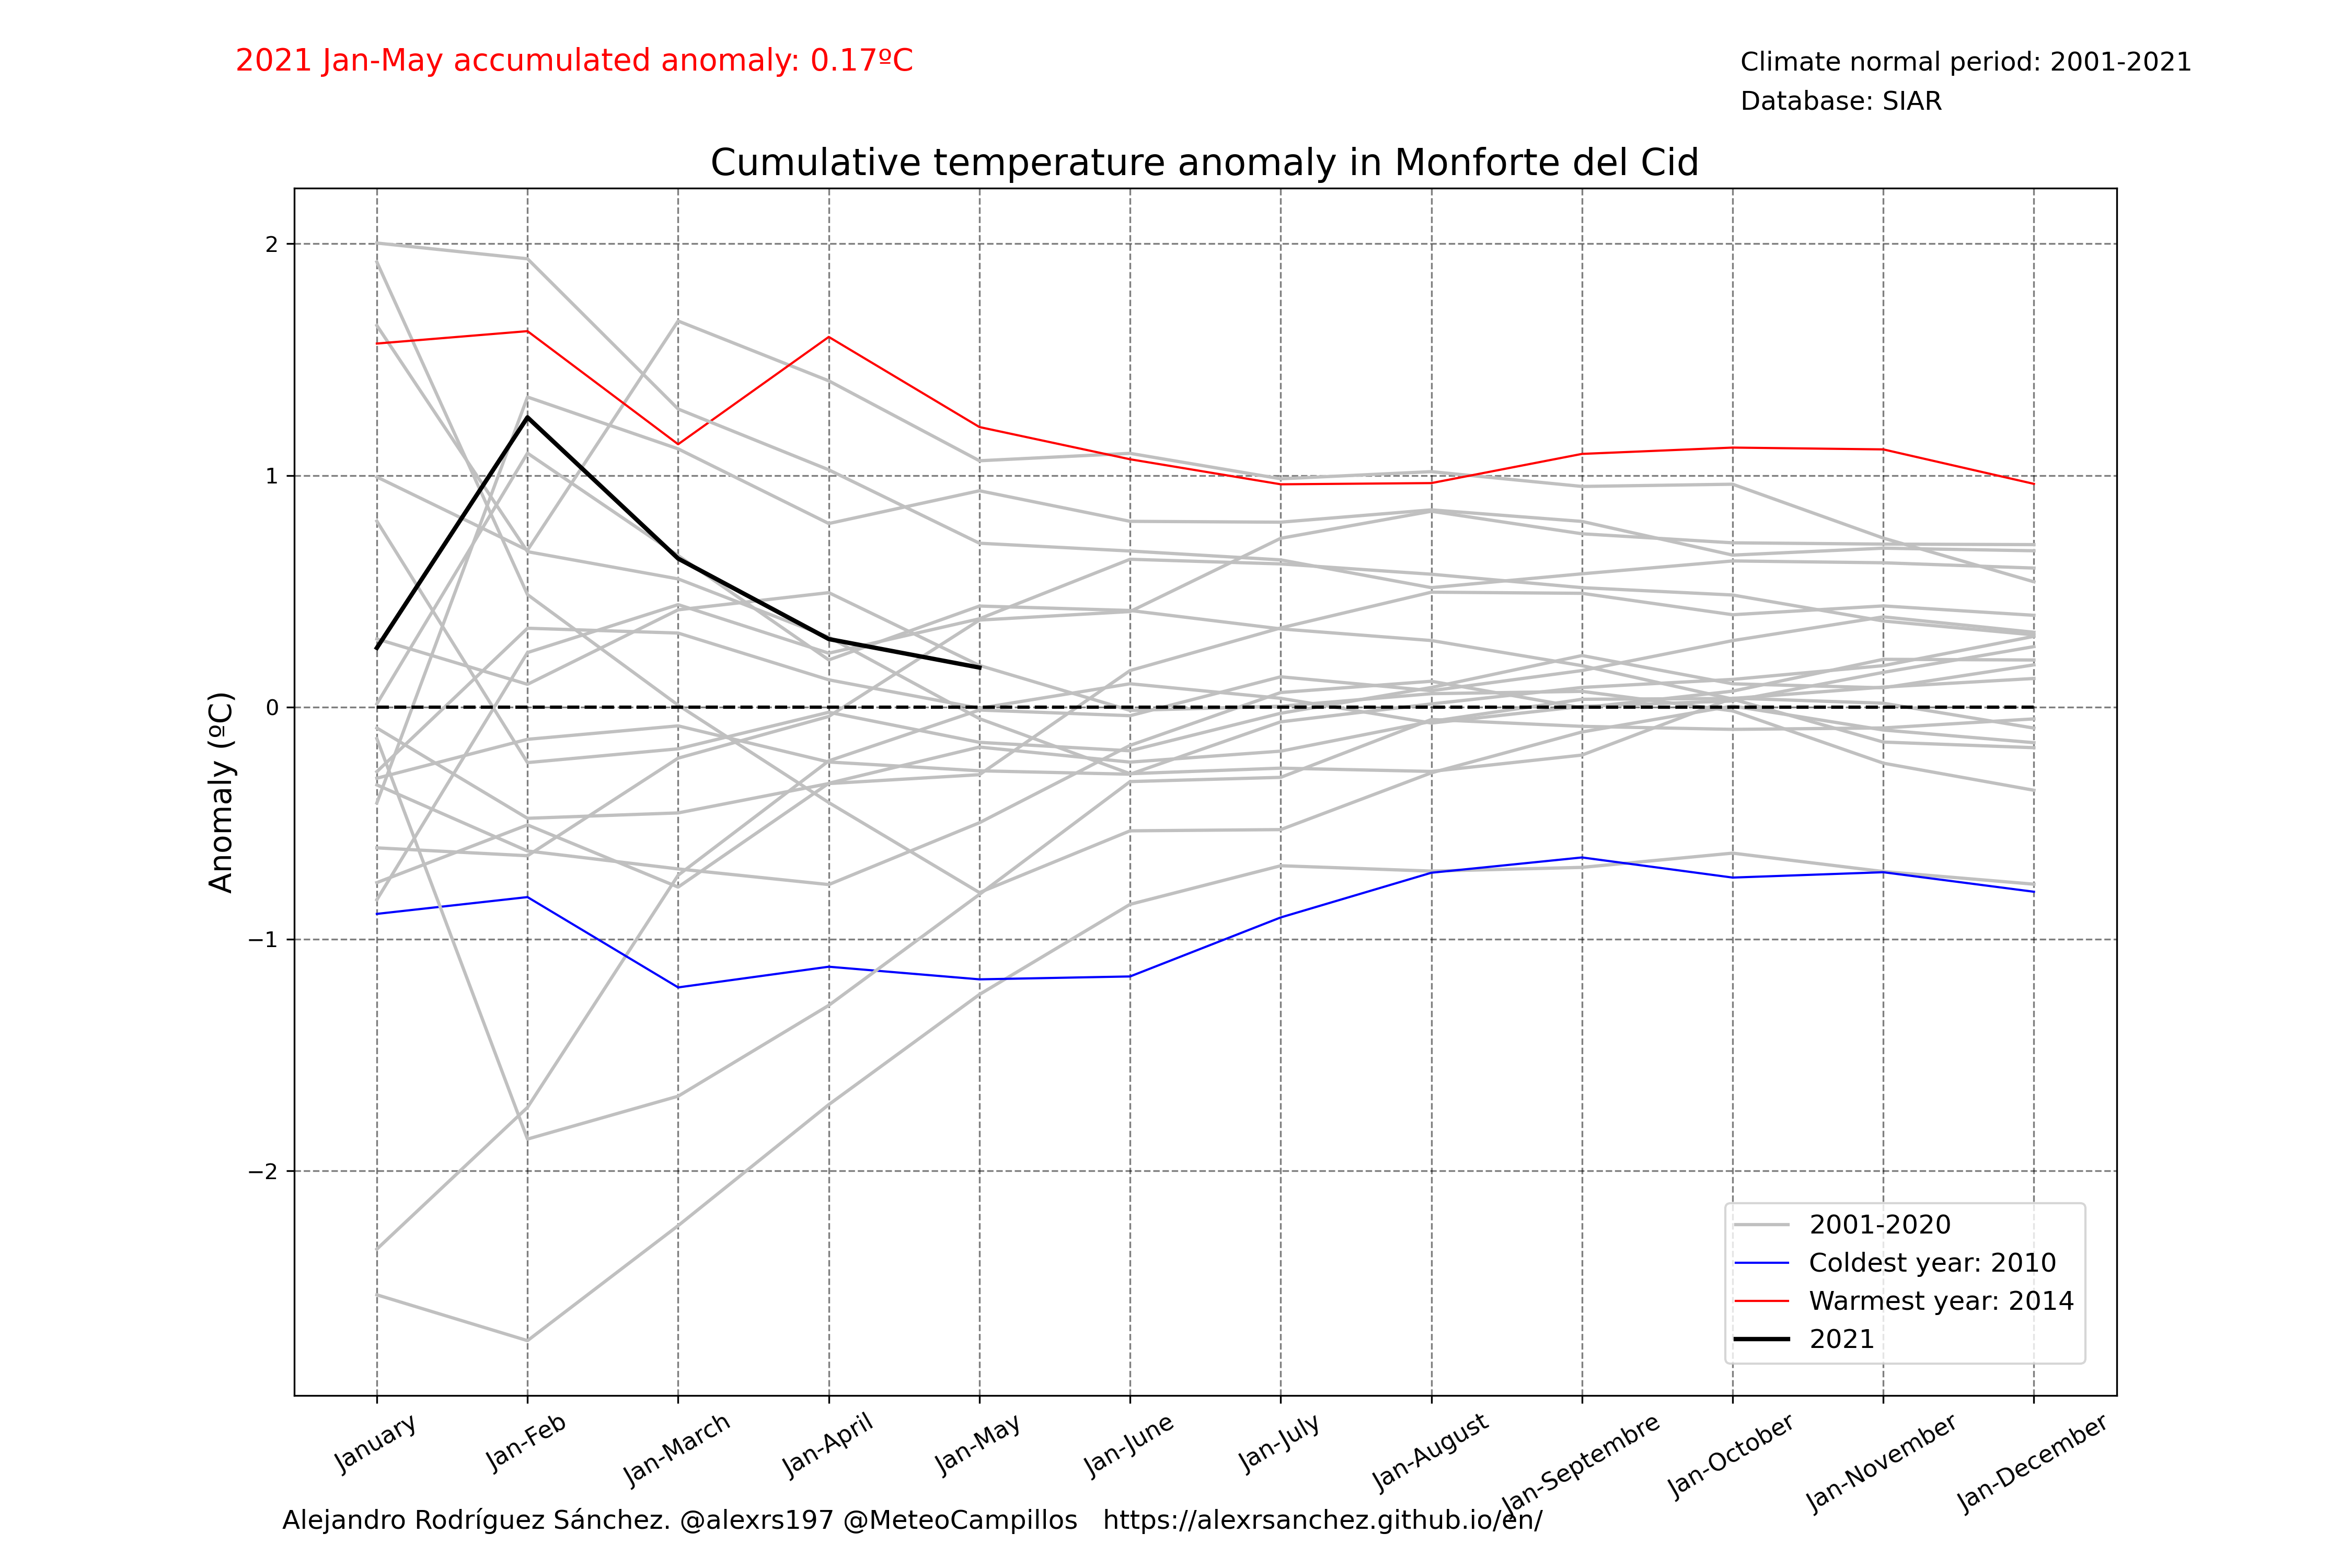 2021 Jan-May accumulated anomaly: 0.17ºC
Climate normal period: 2001-2021
Database: SIAR
Cumulative temperature anomaly in Monforte del Cid
Anomaly (ºC)
2
1
0
−1
−2
2001-2020
Coldest year: 2010
Warmest year: 2014
2021
January
Jan-Feb
Jan-March
Jan-April
Jan-May
Jan-June
Jan-July
Jan-August
Jan-Septembre
Jan-October
Jan-November
Jan-December
Alejandro Rodríguez Sánchez. @alexrs197 @MeteoCampillos   https://alexrsanchez.github.io/en/